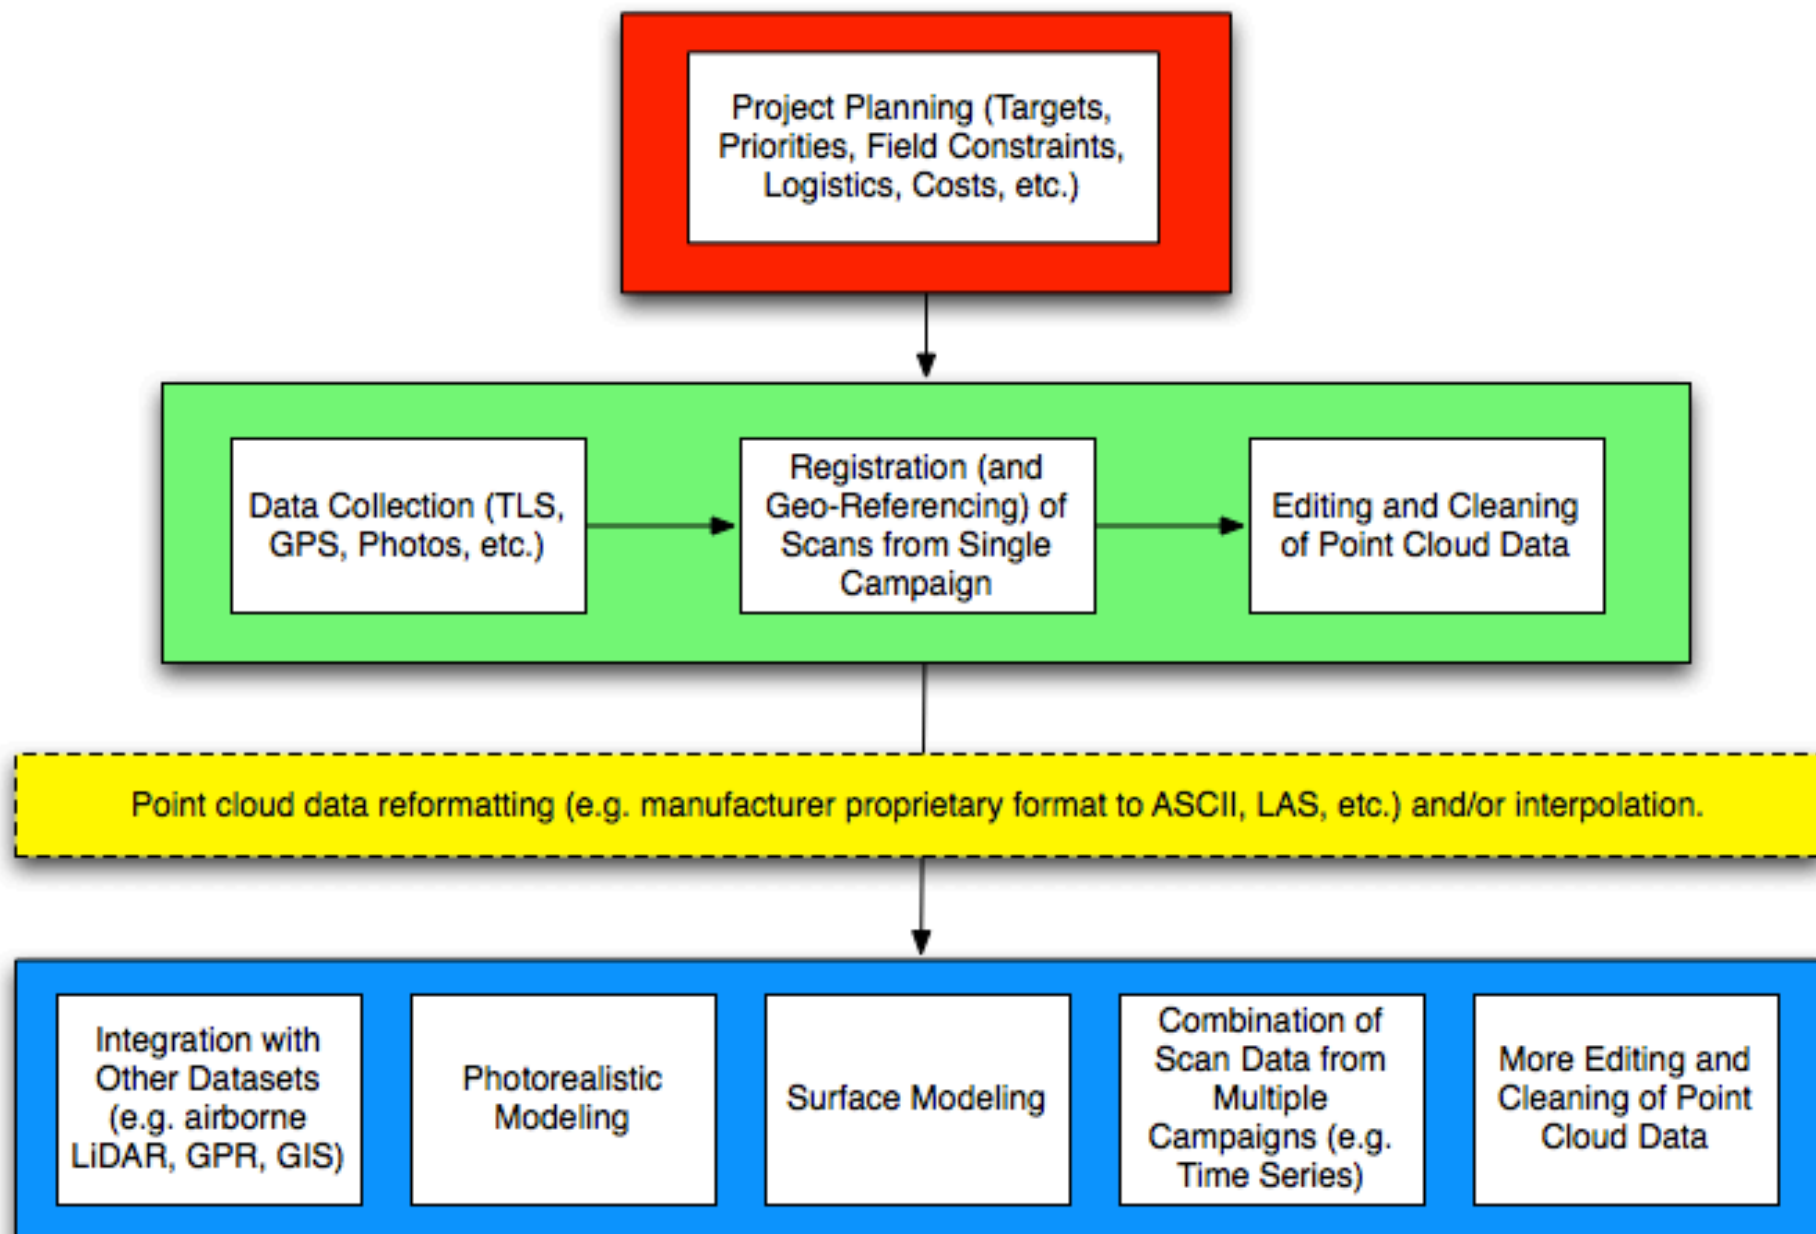 Project Planning (Targets,
Priorities, Field Constraints,
Logistics, Costs, etc.)
Data Collection (TLS,
GPS, Photos, etc.)
Registration (and
Geo-Referencing) of
Scans from Single
Campaign
Editing and Cleaning
of Point Cloud Data
Point cloud data reformatting (e.g. manufacturer proprietary format to ASCII, LAS, etc.) and/or interpolation.
Integration with
Other Datasets
(e.g. airborne
LiDAR, GPR, GIS)
Photorealistic
Modeling
Surface Modeling
Combination of
Scan Data from
Multiple
Campaigns (e.g.
Time Series)
More Editing and
Cleaning of Point
Cloud Data